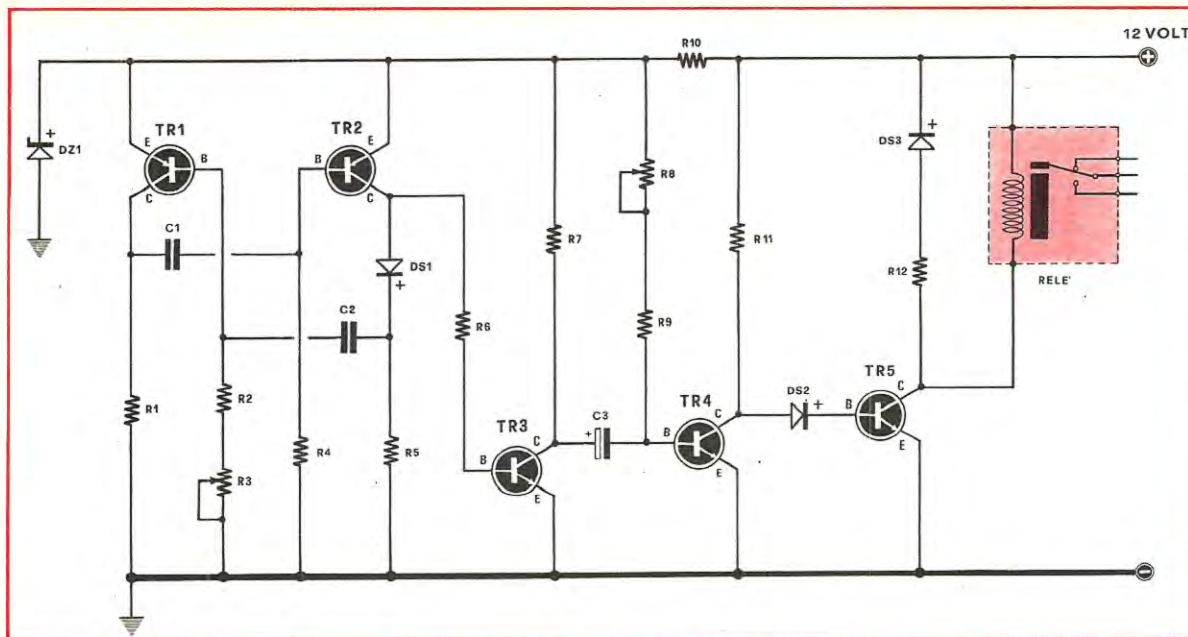 12 VOLT
R10
DZ1
TR1
E
B
C
TR2
E
B
C
R8
R7
R11
DS3
R12
RELE'
C1
DS1
C2
R6
R9
R1
R2
R3
R4
R5
TR3
B
C
E
C3
+
TR4
B
C
E
DS2
+
TR5
B
C
E
+
+
+
+
-